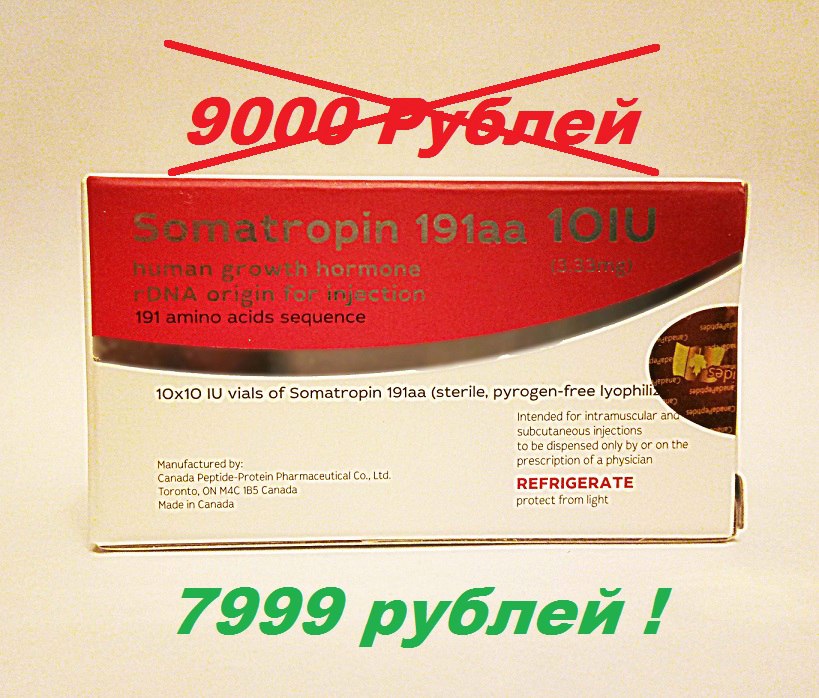 9000 Рублей
Somatropin 191aa 10IU
human growth hormone (3.33mg)
rDNA origin for injection
191 amino acids sequence
10x10 IU vials of Somatropin 191aa (sterile, pyrogen-free lyophiliz
Intended for intramuscular and
subcutaneous injections
to be dispensed only by or on the
prescription of a physician
Manufactured by:
Canada Peptide-Protein Pharmaceutical Co., Ltd.
Toronto, ON M4C 1B5 Canada
Made in Canada
REFRIGERATE
protect from light
CanadaPeptides
7999 рублей !